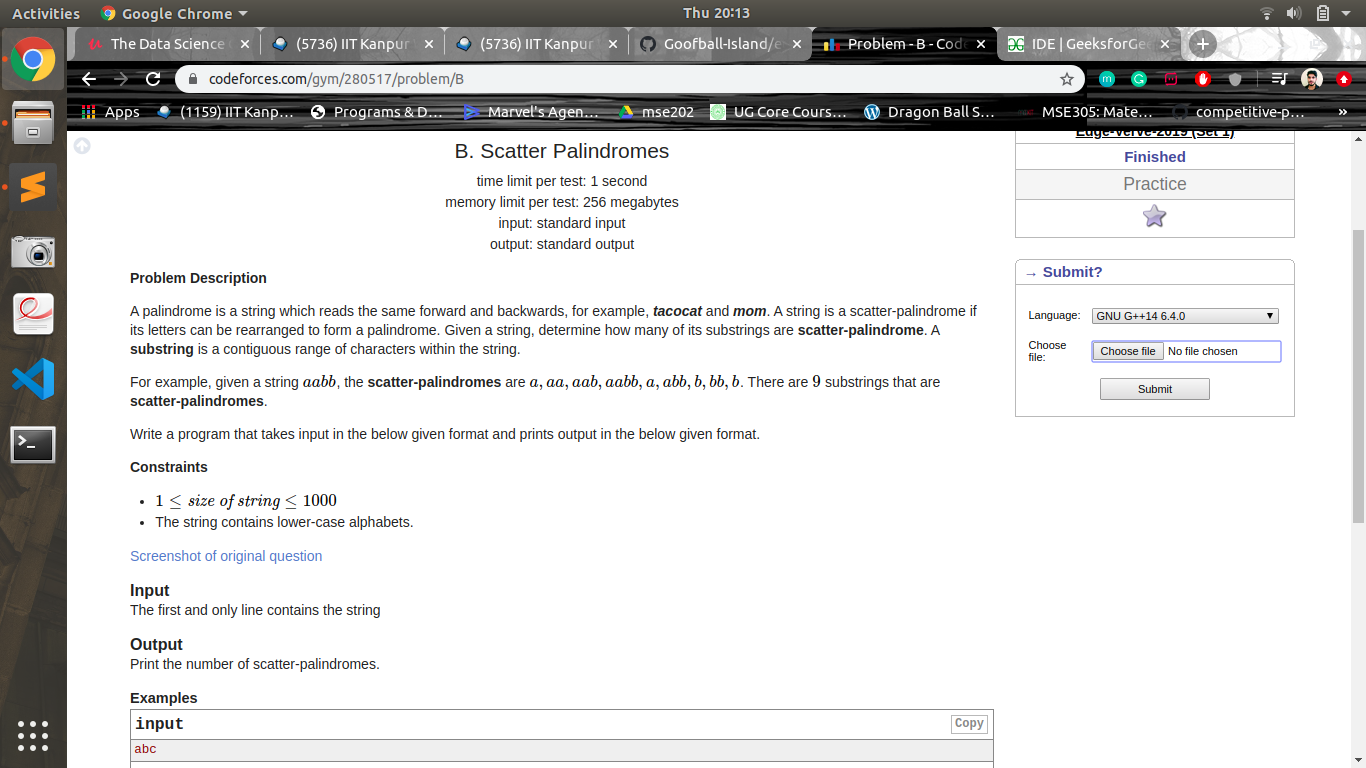 Activities Google Chrome Thu 20:13
The Data Science (5736) IIT Kanpur (5736) IIT Kanpur Goofball-Island/e Problem - B - Code IDE | GeeksforGe
codeforces.com/gym/280517/problem/B
Apps (1159) IIT Kanp… Programs & D… Marvel's Agen… mse202 UG Core Cours… Dragon Ball S… MSE305: Mate… competitive-p… »
Edge-Verve-2019 (Set 1)
Finished
Practice
→ Submit?
Language: GNU G++14 6.4.0
Choose file: Choose file No file chosen
Submit
B. Scatter Palindromes
time limit per test: 1 second
memory limit per test: 256 megabytes
input: standard input
output: standard output
Problem Description
A palindrome is a string which reads the same forward and backwards, for example, tacocat and mom. A string is a scatter-palindrome if
its letters can be rearranged to form a palindrome. Given a string, determine how many of its substrings are scatter-palindrome. A
substring is a contiguous range of characters within the string.
For example, given a string aabb, the scatter-palindromes are a, aa, aab, aabb, a, abb, b, bb, b. There are 9 substrings that are
scatter-palindromes.
Write a program that takes input in the below given format and prints output in the below given format.
Constraints
• 1 ≤ size of string ≤ 1000
• The string contains lower-case alphabets.
Screenshot of original question
Input
The first and only line contains the string
Output
Print the number of scatter-palindromes.
Examples
input Copy
abc